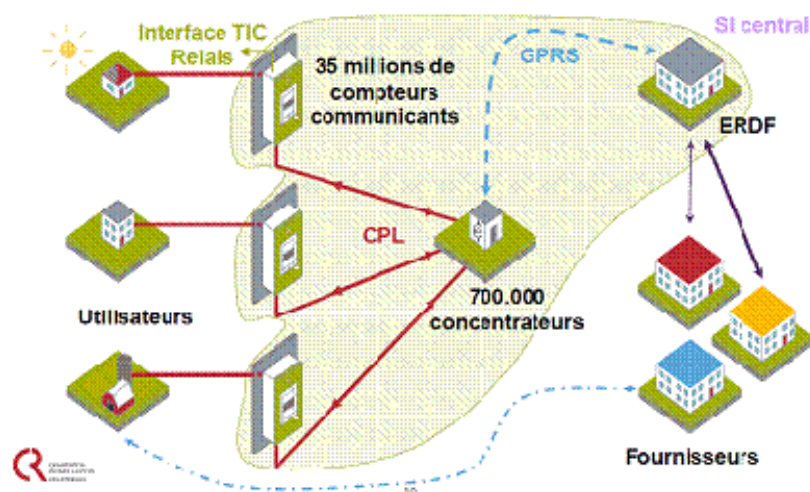 Interface TIC
Relais
35 millions de
compteurs
communicants
GPRS
SI central
ERDF
CPL
700.000
concentrateurs
Utilisateurs
Fournisseurs